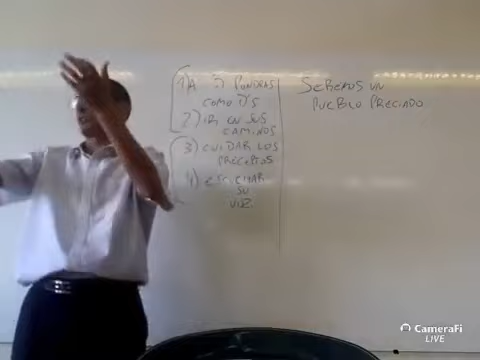 1) A 'ל PONDRÁS
COMO D'S
2) IR EN SUS
CAMINOS
3) CUIDAR LOS
PRECEPTOS
4) ESCUCHAR
SU
VOZ
SEREMOS UN
PUEBLO PRECIADO
CameraFi
LIVE